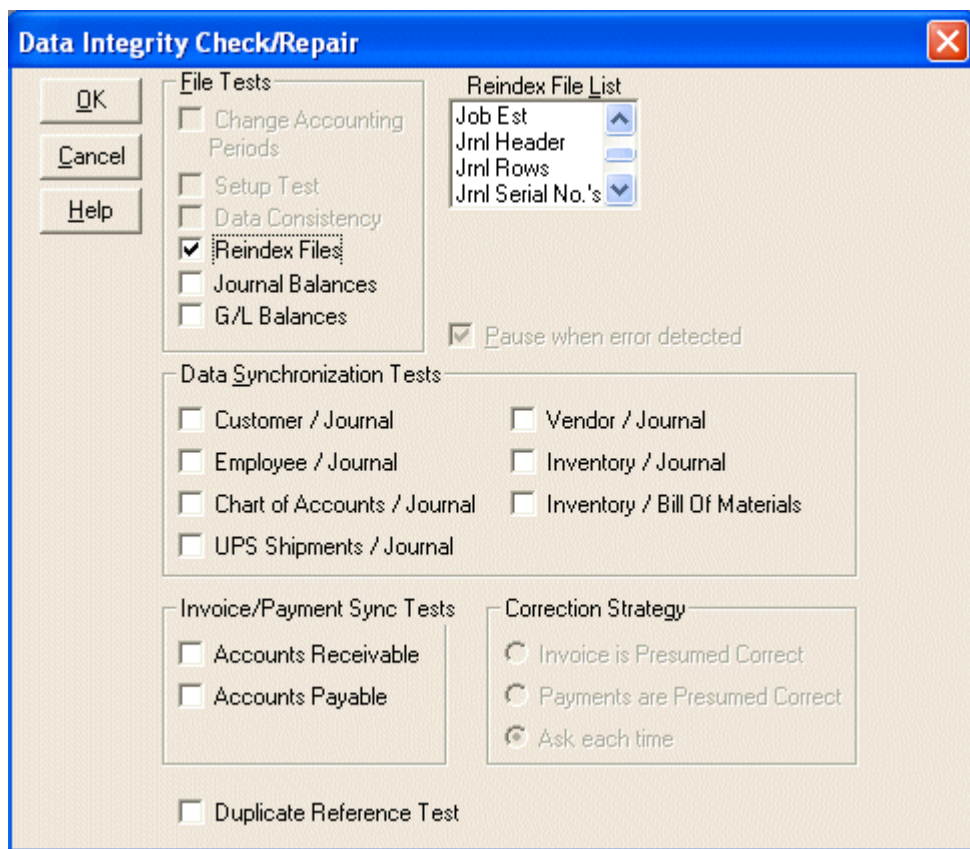 Data Integrity Check/Repair
OK
Cancel
Help
File Tests
Change Accounting
Periods
Setup Test
Data Consistency
Reindex Files
Journal Balances
G/L Balances
Reindex File List
Job Est
Jrnl Header
Jrnl Rows
Jrnl Serial No.'s
Pause when error detected
Data Synchronization Tests
Customer / Journal
Vendor / Journal
Employee / Journal
Inventory / Journal
Chart of Accounts / Journal
Inventory / Bill Of Materials
UPS Shipments / Journal
Invoice/Payment Sync Tests
Accounts Receivable
Accounts Payable
Correction Strategy
Invoice is Presumed Correct
Payments are Presumed Correct
Ask each time
Duplicate Reference Test